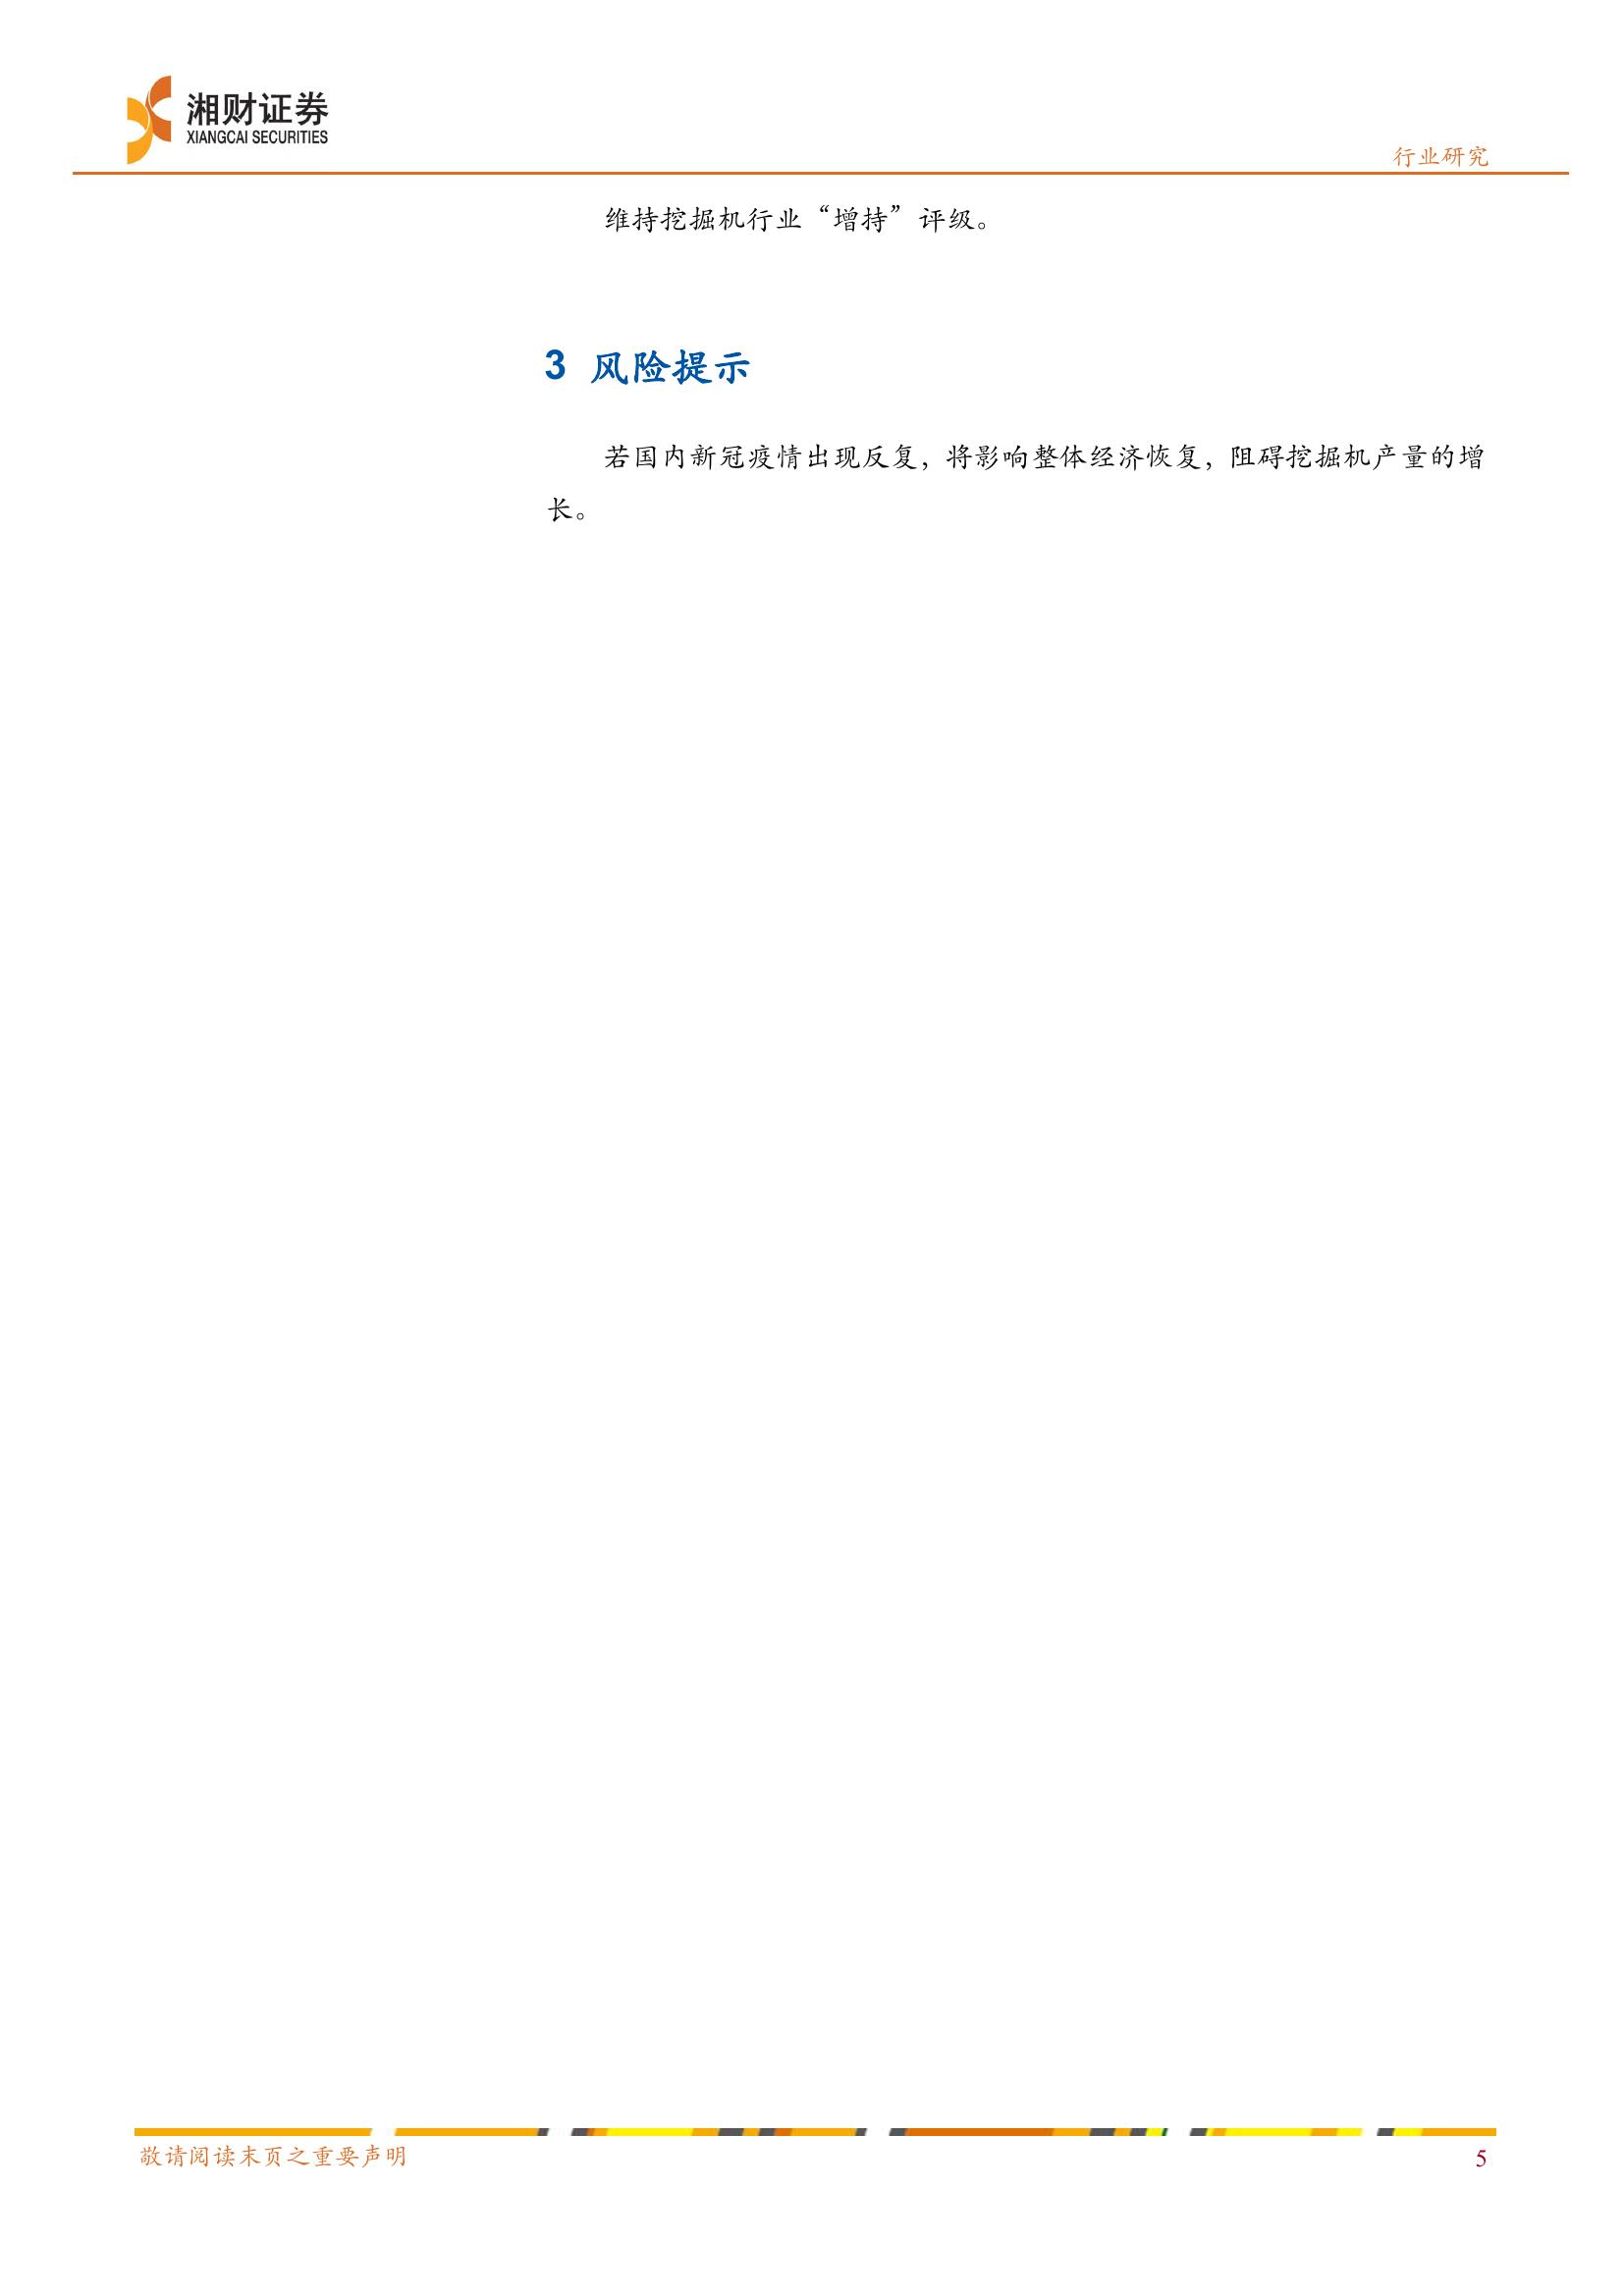 湘财证券
XIANGCAI SECURITIES
行业研究
维持挖掘机行业“增持”评级。
3 风险提示
若国内新冠疫情出现反复，将影响整体经济恢复，阻碍挖掘机产量的增
长。
敬请阅读末页之重要声明
5